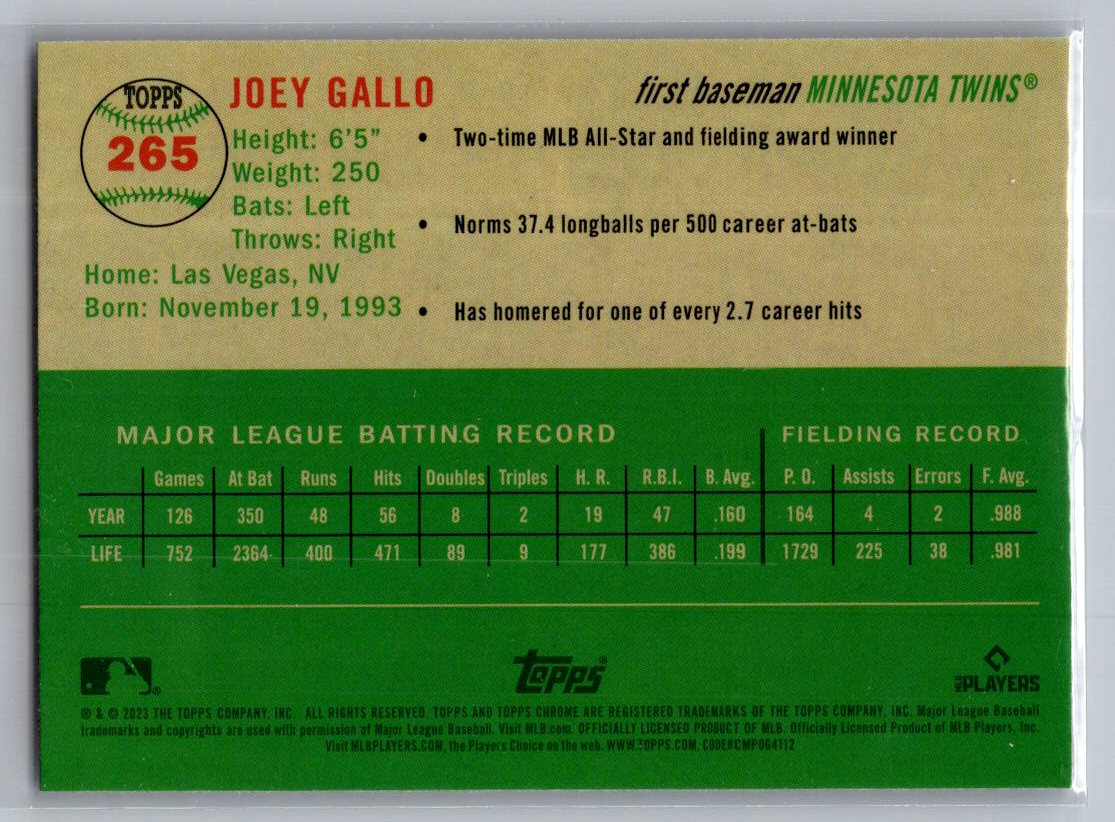 TOPPS
265
JOEY GALLO
first baseman MINNESOTA TWINS®
Height: 6'5"
Weight: 250
Bats: Left
Throws: Right
Home: Las Vegas, NV
Born: November 19, 1993
• Two-time MLB All-Star and fielding award winner
• Norms 37.4 longballs per 500 career at-bats
• Has homered for one of every 2.7 career hits
MAJOR LEAGUE BATTING RECORD FIELDING RECORD
Games At Bat Runs Hits Doubles Triples H. R. R.B.I. B. Avg. P. O. Assists Errors F. Avg.
YEAR 126 350 48 56 8 2 19 47 .160 164 4 2 .988
LIFE 752 2364 400 471 89 9 177 386 .199 1729 225 38 .981
Topps®
MLB PLAYERS
® & © 2023 THE TOPPS COMPANY, INC. ALL RIGHTS RESERVED. TOPPS AND TOPPS CHROME ARE REGISTERED TRADEMARKS OF THE TOPPS COMPANY, INC. Major League Baseball
trademarks and copyrights are used with permission of Major League Baseball. Visit MLB.com. OFFICIALLY LICENSED PRODUCT OF MLB. Officially Licensed Product of MLB Players, Inc.
Visit MLBPLAYERS.COM, the Players Choice on the web. WWW.TOPPS.COM. CODE#CMP064112